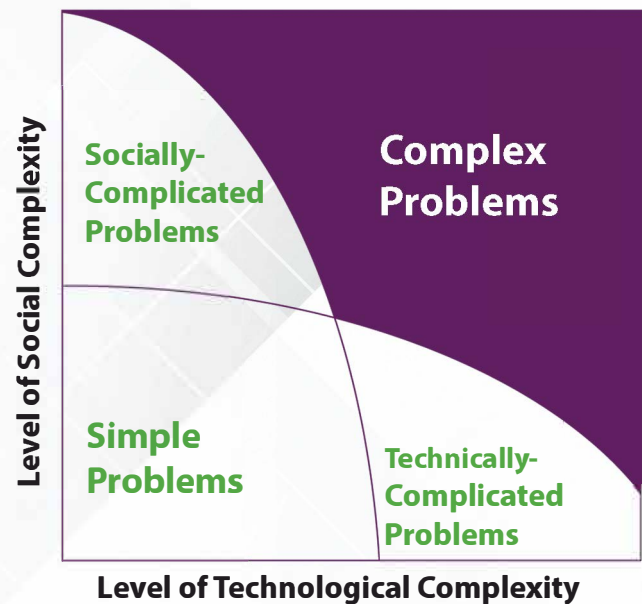 Level of Social Complexity
Socially-
Complicated
Problems
Complex
Problems
Simple
Problems
Technically-
Complicated
Problems
Level of Technological Complexity